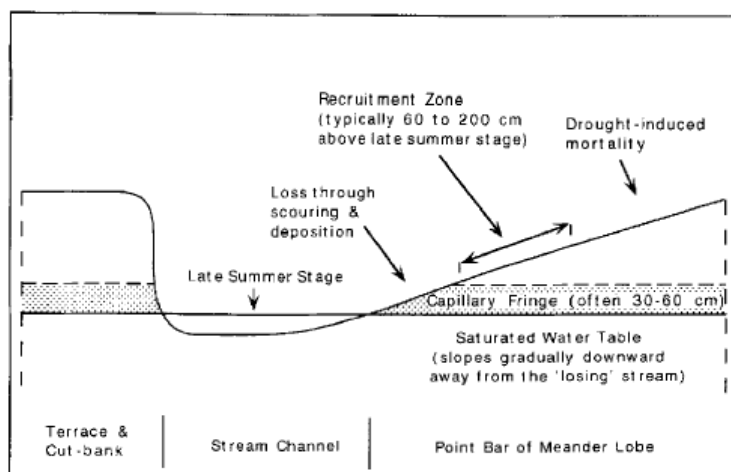 Recruitment Zone
(typically 60 to 200 cm
above late summer stage)
Drought-induced
mortality
Loss through
scouring &
deposition
Late Summer Stage
Capillary Fringe (often 30-60 cm)
Saturated Water Table
(slopes gradually downward
away from the 'losing' stream)
Terrace &
Cut-bank
Stream Channel
Point Bar of Meander Lobe